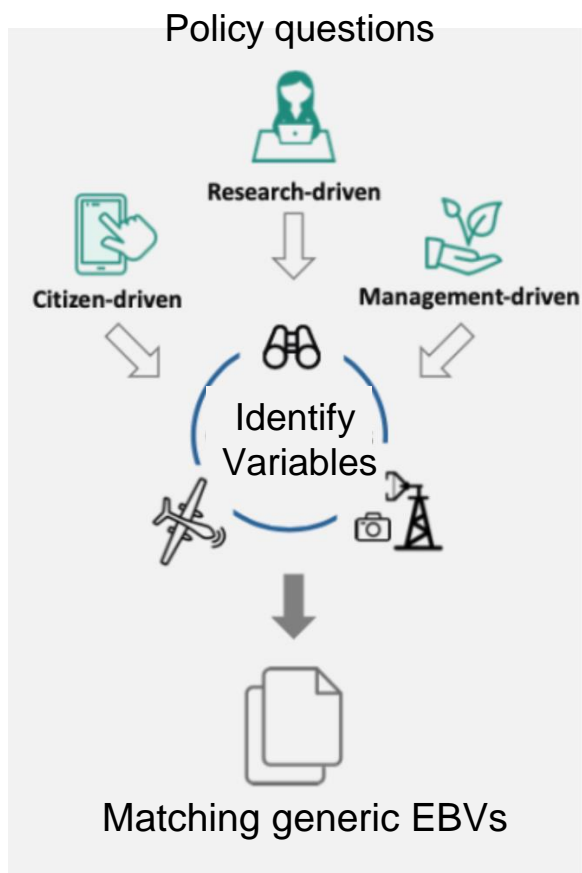 Policy questions
Research-driven
Citizen-driven
Management-driven
Identify
Variables
Matching generic EBVs